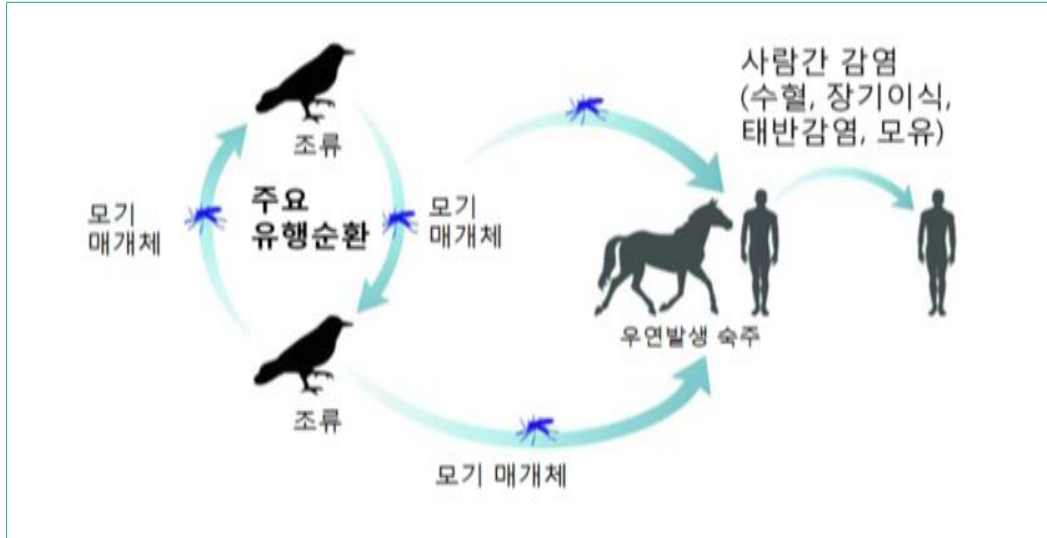 사람간 감염
(수혈, 장기이식,
태반감염, 모유)
조류
주요
유행순환
모기
매개체
모기
매개체
우연발생 숙주
조류
모기 매개체